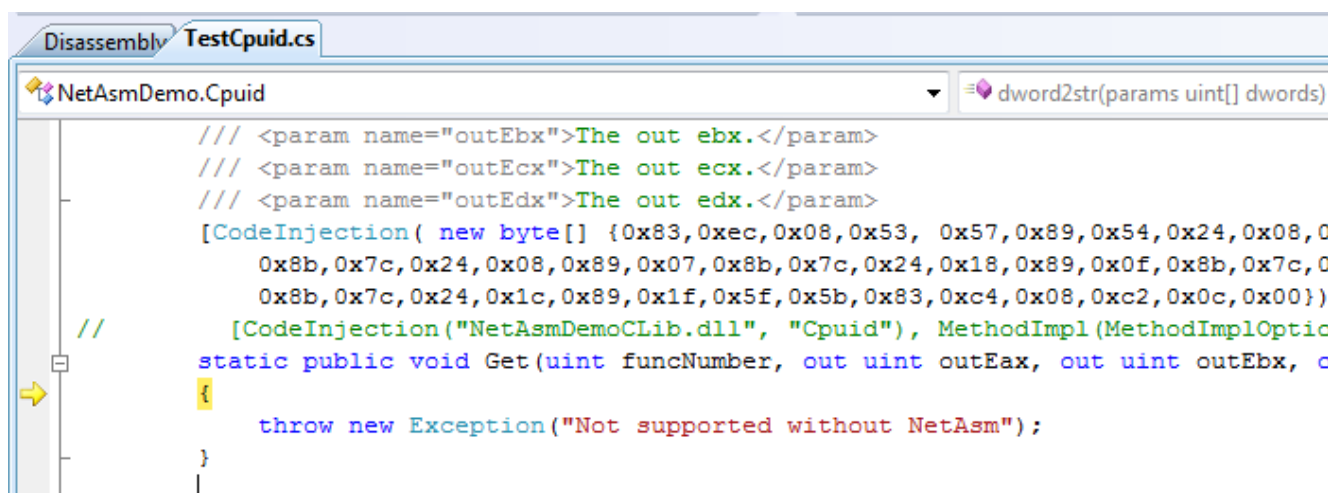 Disassembly TestCpuid.cs
NetAsmDemo.Cpuid dword2str(params uint[] dwords)
/// <param name="outEbx">The out ebx.</param>
/// <param name="outEcx">The out ecx.</param>
/// <param name="outEdx">The out edx.</param>
[CodeInjection( new byte[] {0x83,0xec,0x08,0x53, 0x57,0x89,0x54,0x24,0x08,0
0x8b,0x7c,0x24,0x08,0x89,0x07,0x8b,0x7c,0x24,0x18,0x89,0x0f,0x8b,0x7c,0
0x8b,0x7c,0x24,0x1c,0x89,0x1f,0x5f,0x5b,0x83,0xc4,0x08,0xc2,0x0c,0x00})
// [CodeInjection("NetAsmDemoCLib.dll", "Cpuid"), MethodImpl(MethodImplOptio
static public void Get(uint funcNumber, out uint outEax, out uint outEbx, o
{
throw new Exception("Not supported without NetAsm");
}